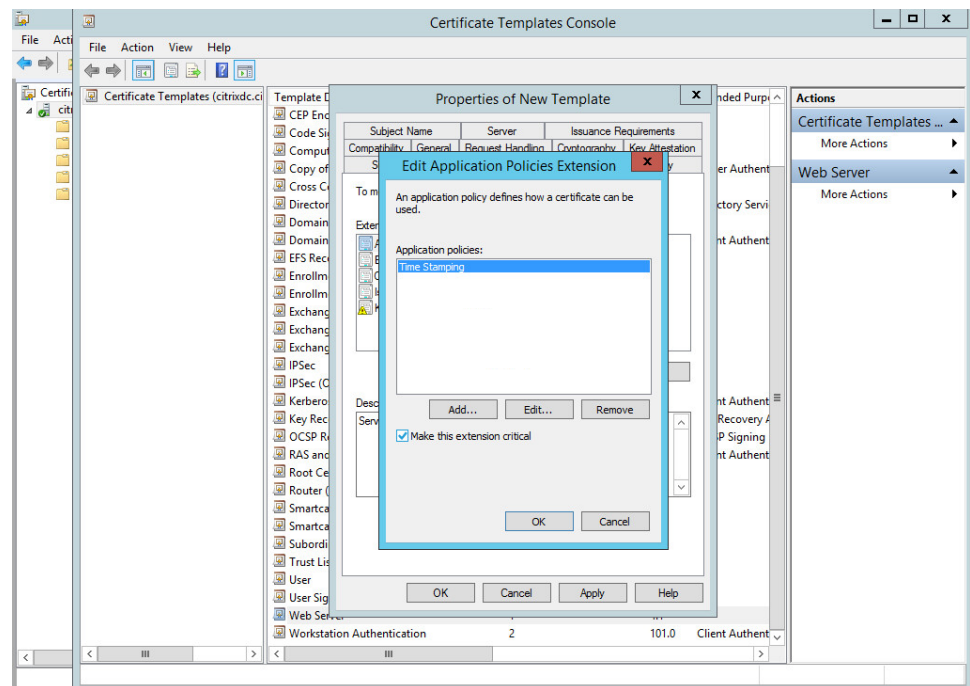 Certificate Templates Console
File Acti
File Action View Help
Certifi
citi
Certificate Templates (citrixdc.ci
Template D
CEP Enc
Code Si
Comput
Copy of
Cross C
Director
Domain
Domain
EFS Rec
Enrollm
Enrollm
Exchang
Exchang
Exchang
IPSec
IPSec (O
Kerbero
Key Rec
OCSP R
RAS and
Root Ce
Router (
Smartca
Smartca
Subordi
Trust Lis
User
User Sig
Web Server
Workstation Authentication 2 101.0 Client Authent
nded Purp
er Authent
ctory Servi
nt Authent
nt Authent
Recovery A
P Signing
nt Authent
Properties of New Template
Subject Name Server Issuance Requirements
Compatibility General Request Handling Cryptography Key Attestation
S
y
To m
Exter
Desc
Serv
OK Cancel Apply Help
Edit Application Policies Extension
An application policy defines how a certificate can be
used.
Application policies:
Time Stamping
Add... Edit... Remove
Make this extension critical
OK Cancel
Actions
Certificate Templates ...
More Actions
Web Server
More Actions